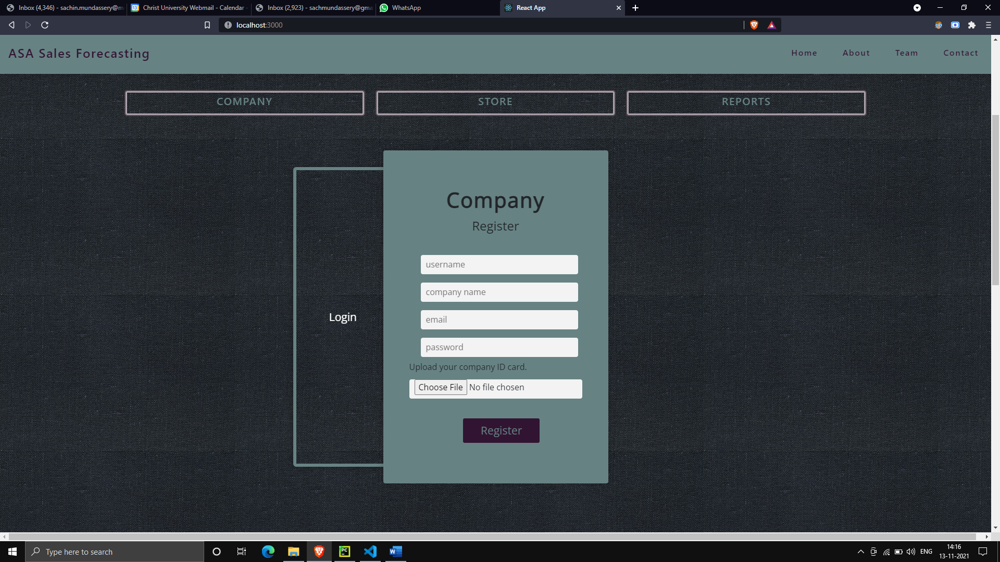 Inbox (4,346) - sachin.mundassery@m
Christ University Webmail - Calendar -
Inbox (2,923) - sachmundassery@gma
WhatsApp
React App
localhost:3000
ASA Sales Forecasting
Home
About
Team
Contact
COMPANY
STORE
REPORTS
Company
Register
username
company name
email
password
Login
Upload your company ID card.
Choose File No file chosen
Register
Type here to search
ENG
14:16
13-11-2021